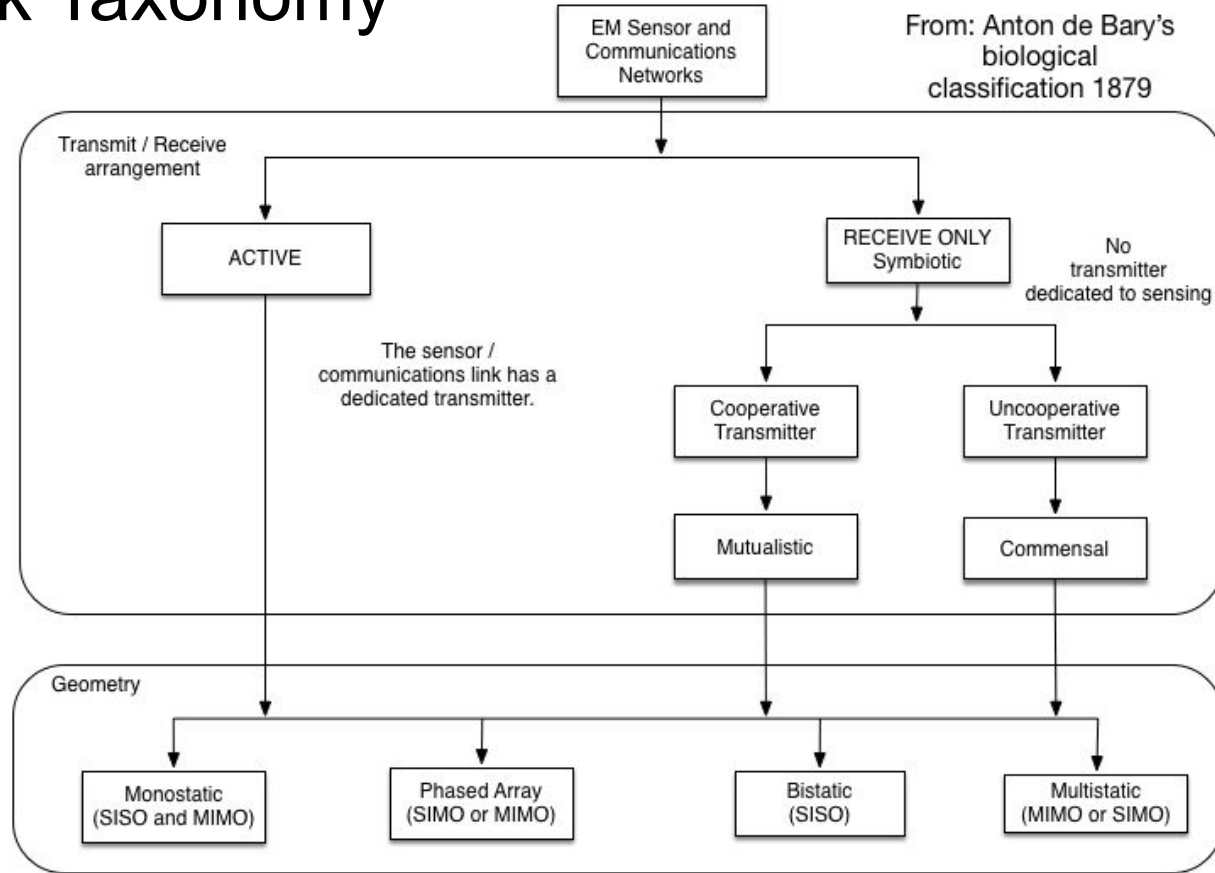 k Taxonomy
EM Sensor and
Communications
Networks
From: Anton de Bary's
biological
classification 1879
Transmit / Receive
arrangement
ACTIVE
RECEIVE ONLY
Symbiotic
No
transmitter
dedicated to sensing
The sensor /
communications link has a
dedicated transmitter.
Cooperative
Transmitter
Uncooperative
Transmitter
Mutualistic
Commensal
Geometry
Monostatic
(SISO and MIMO)
Phased Array
(SIMO or MIMO)
Bistatic
(SISO)
Multistatic
(MIMO or SIMO)